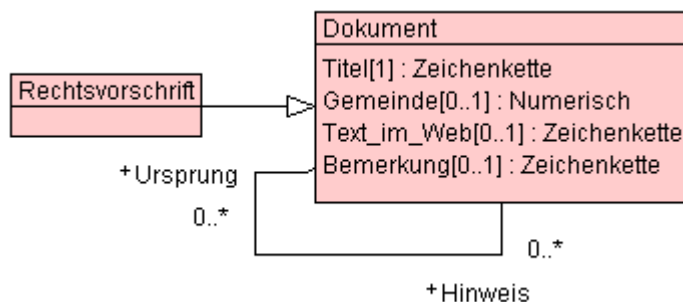 Dokument
Titel[1] : Zeichenkette
Rechtsvorschrift
Gemeinde[0..1] : Numerisch
Text_im_Web[0..1] : Zeichenkette
Bemerkung[0..1] : Zeichenkette
+Ursprung
0..*
0..*
+Hinweis